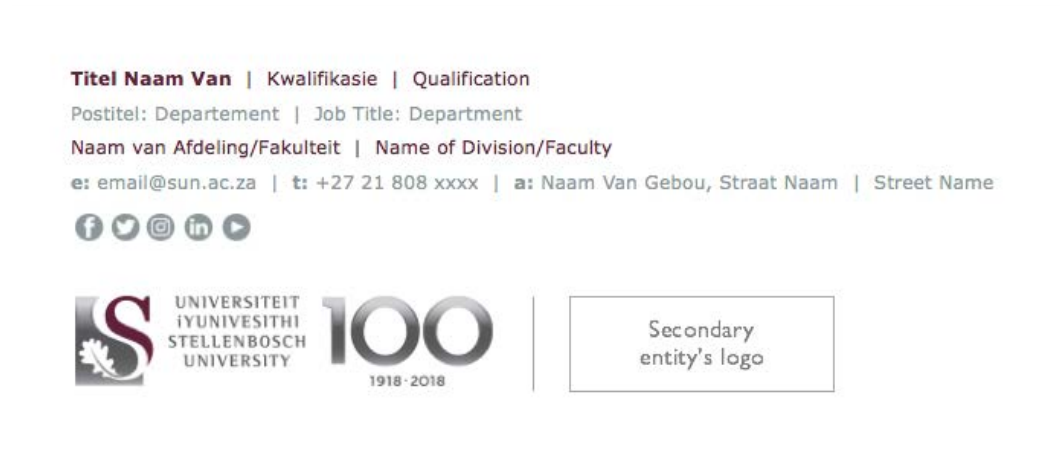 Titel Naam Van | Kwalifikasie | Qualification
Postitel: Departement | Job Title: Department
Naam van Afdeling/Fakulteit | Name of Division/Faculty
e: email@sun.ac.za | t: +27 21 808 xxxx | a: Naam Van Gebou, Straat Naam | Street Name
UNIVERSITEIT
iYUNIVESITHI
STELLENBOSCH
UNIVERSITY
100
1918·2018
Secondary
entity's logo